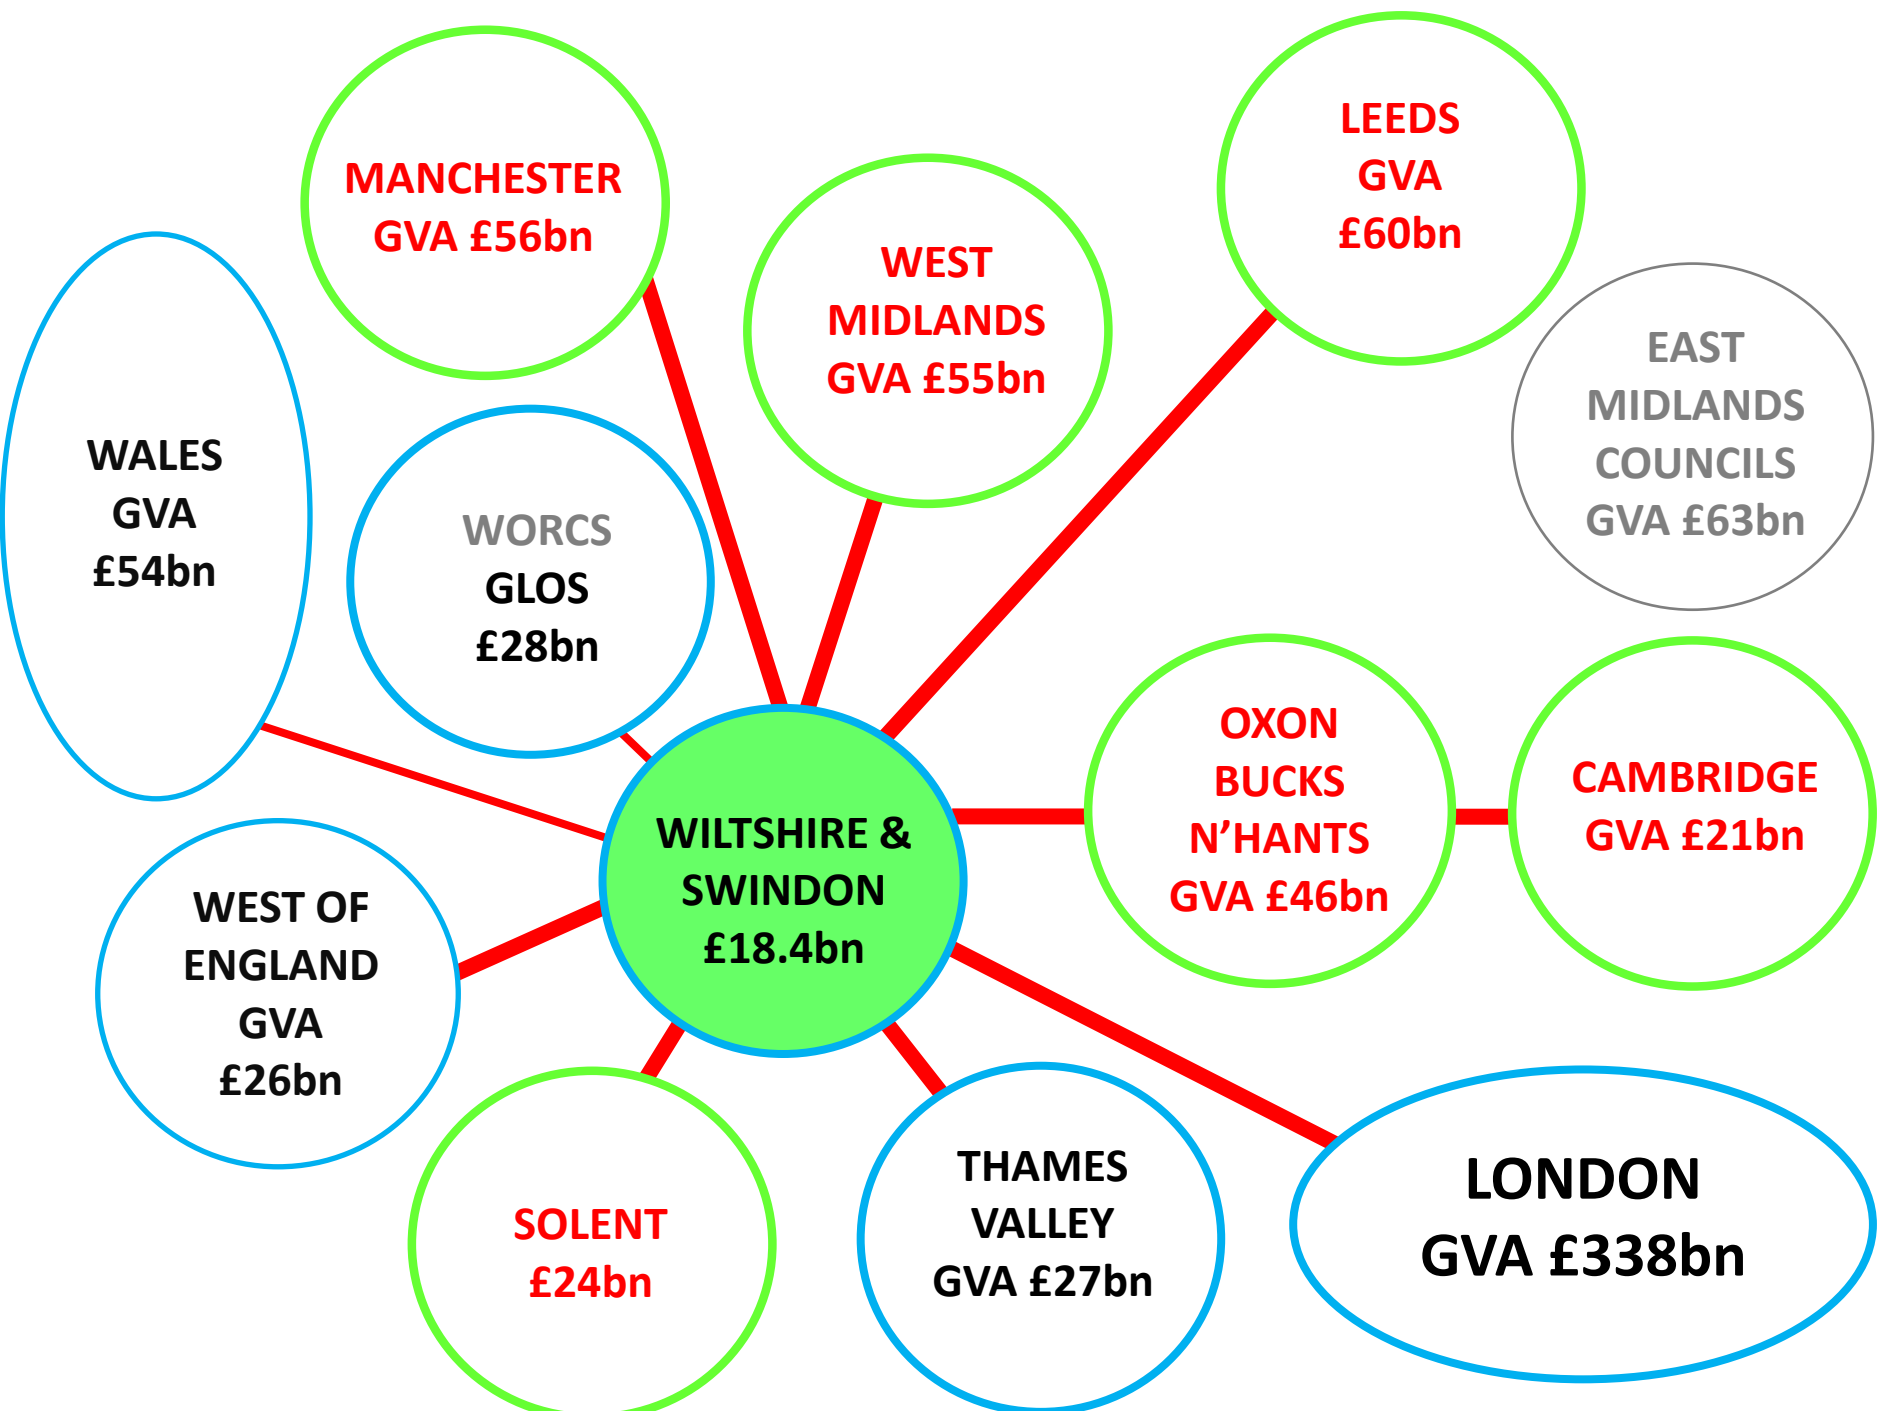 MANCHESTER
GVA £56bn
WEST
MIDLANDS
GVA £55bn
LEEDS
GVA
£60bn
EAST
MIDLANDS
COUNCILS
GVA £63bn
WALES
GVA
£54bn
WORCS
GLOS
£28bn
WILTSHIRE &
SWINDON
£18.4bn
OXON
BUCKS
N’HANTS
GVA £46bn
CAMBRIDGE
GVA £21bn
WEST OF
ENGLAND
GVA
£26bn
SOLENT
£24bn
THAMES
VALLEY
GVA £27bn
LONDON
GVA £338bn